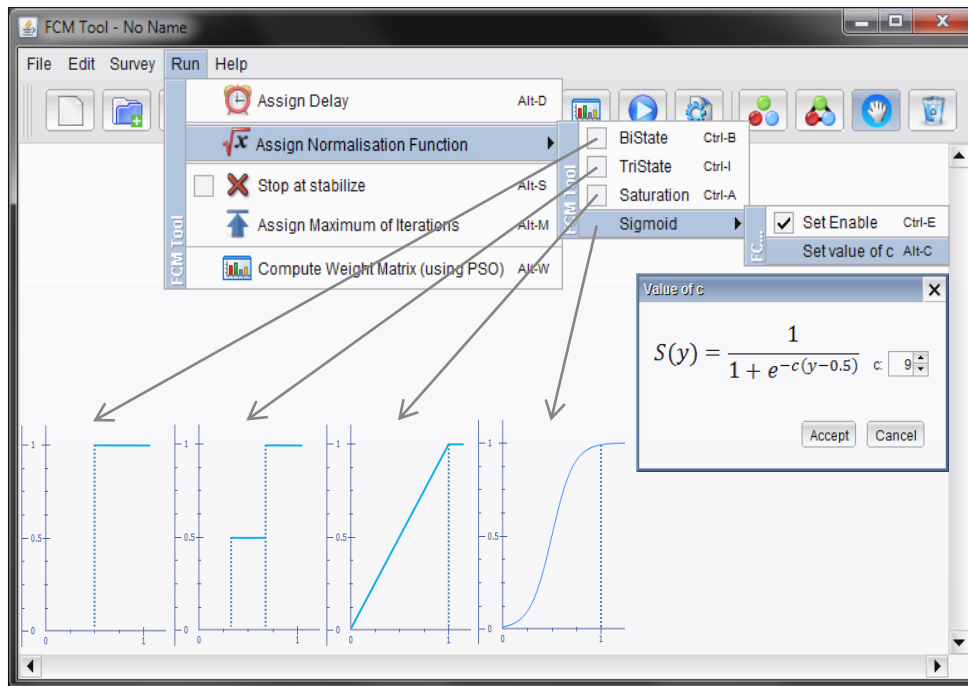 FCM Tool - No Name
File Edit Survey Run Help
Assign Delay Alt-D
Assign Normalisation Function
Stop at stabilize Alt-S
Assign Maximum of Iterations Alt-M
Compute Weight Matrix (using PSO) Alt-W
FCM Tool
BiState Ctrl-B
TriState Ctrl-I
Saturation Ctrl-A
Sigmoid
FCM Tool
Set Enable Ctrl-E
Set value of c Alt-C
FC...
Value of c
S(y) = 1 / (1 + e^{-c(y-0.5)}) c: 9
Accept Cancel
1 1 1 1
0.5 0.5 0.5 0.5
0 0 0 0
0 1 0 1 0 1 0 1